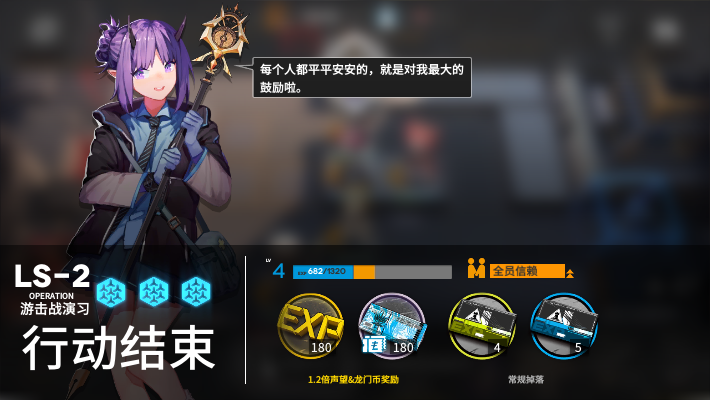 每个人都平平安安的，就是对我最大的
鼓励啦。
LS-2
OPERATION
游击战演习
行动结束
LV
4
EXP 682/1320
全员信赖
EXP
180
180
4
5
1.2倍声望&龙门币奖励
常规掉落